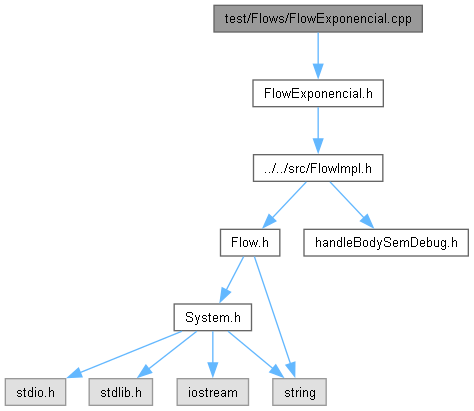 test/Flows/FlowExponencial.cpp
FlowExponencial.h
../../src/FlowImpl.h
Flow.h
handleBodySemDebug.h
System.h
stdio.h
stdlib.h
iostream
string